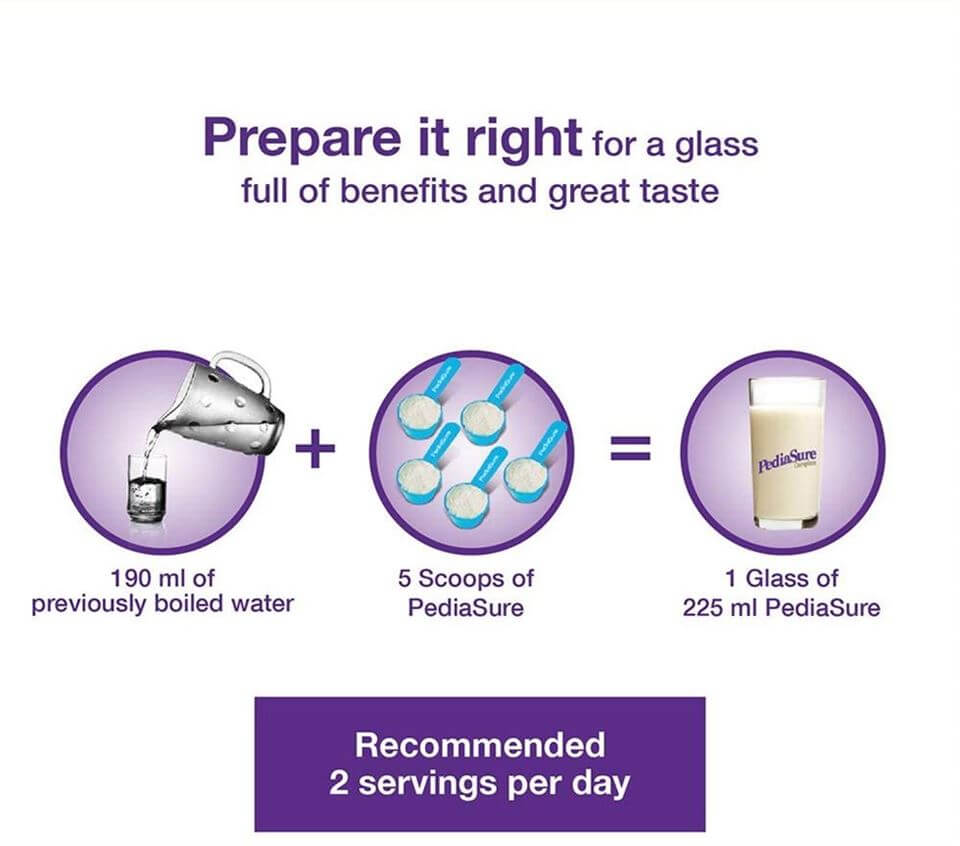 Prepare it right for a glass
full of benefits and great taste
190 ml of
previously boiled water
+
5 Scoops of
PediaSure
=
PediaSure
1 Glass of
225 ml PediaSure
Recommended
2 servings per day